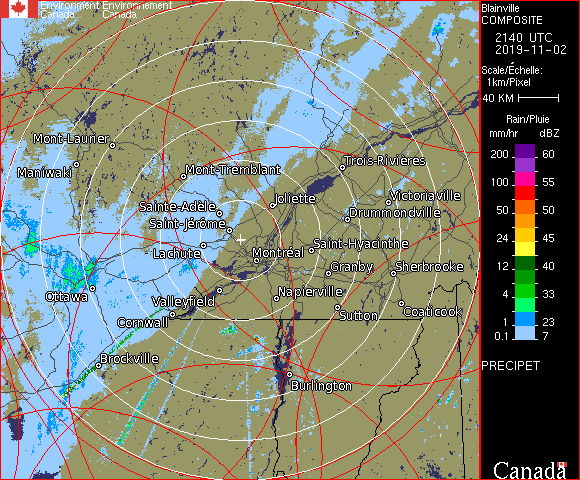 Environment Environnement
Canada Canada
Blainville
COMPOSITE
2140 UTC
2019-11-02
Scale/Échelle:
1km/Pixel
40 KM
Rain/Pluie
mm/hr dBZ
200 60
100 55
50 50
24 45
12 40
4 33
1 23
0.1 7
PRECIPET
Canada
Mont-Laurier
Maniwaki
Mont-Tremblant
Trois-Rivières
Sainte-Adèle
Joliette
Victoriaville
Drummondville
Saint-Jérôme
Lachute
Montréal
Saint-Hyacinthe
Granby
Sherbrooke
Ottawa
Valleyfield
Napierville
Cornwall
Sutton
Coaticook
Brockville
Burlington